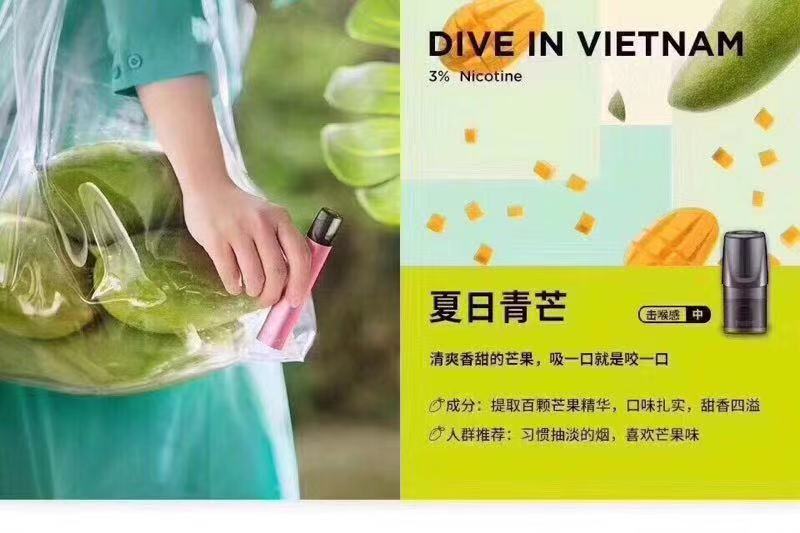 DIVE IN VIETNAM
3% Nicotine
夏日青芒
击喉感 中
清爽香甜的芒果，吸一口就是咬一口
成分：提取百颗芒果精华，口味扎实，甜香四溢
人群推荐：习惯抽淡的烟，喜欢芒果味